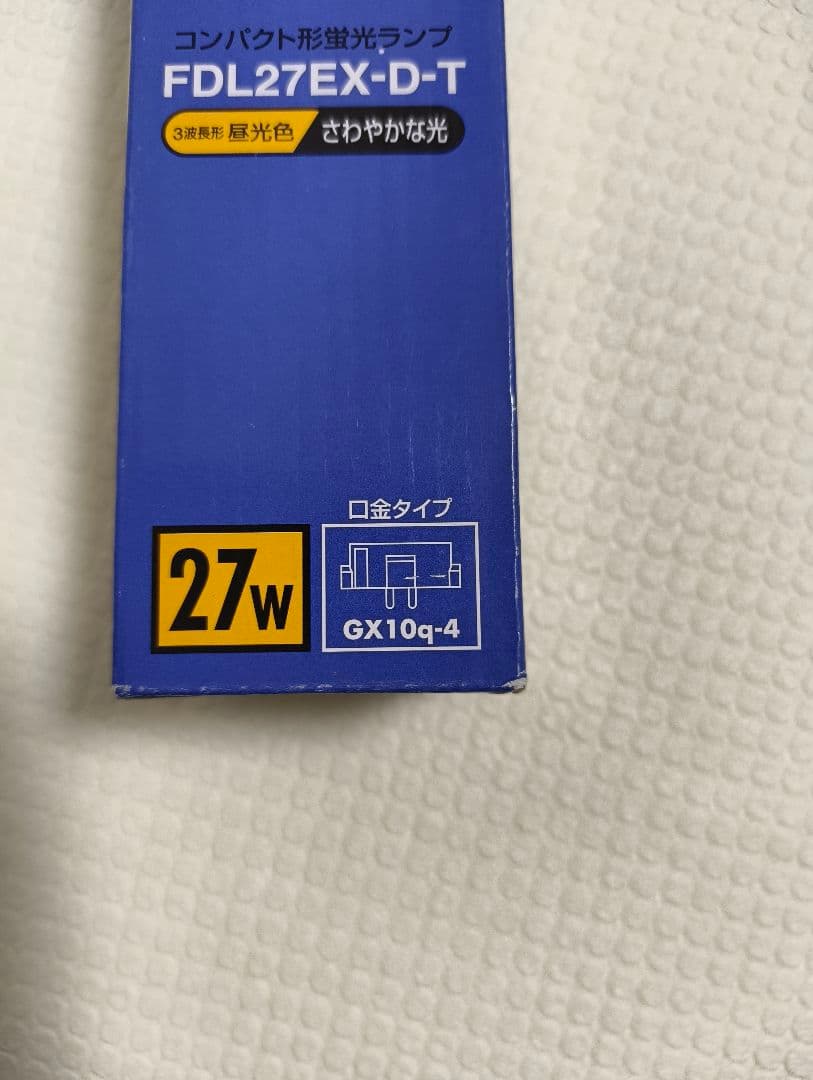 コンパクト形蛍光ランプ
FDL27EX-D-T
3波長形 昼光色 さわやかな光
口金タイプ
27W
GX10q-4